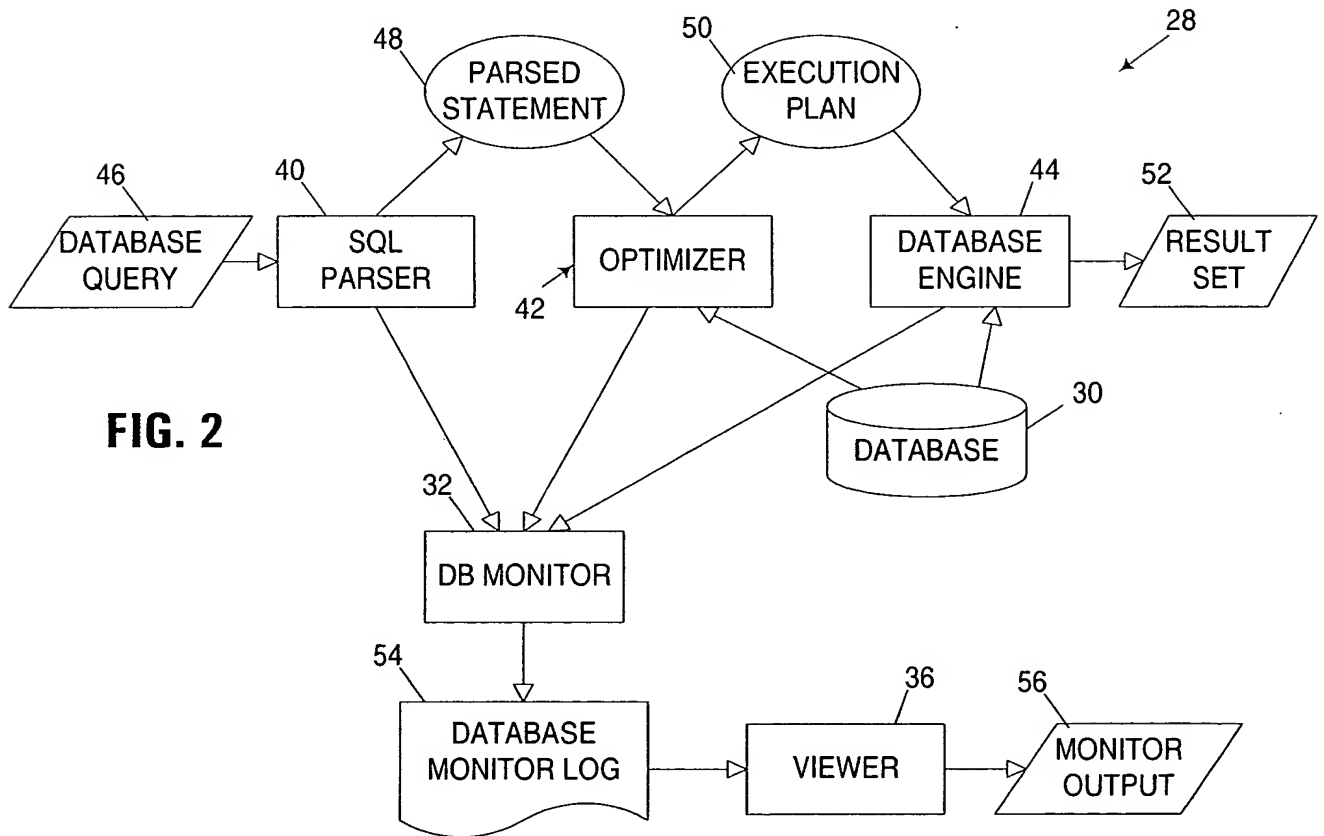 48
50
28
PARSED
STATEMENT
EXECUTION
PLAN
46
40
44
52
DATABASE
QUERY
SQL
PARSER
OPTIMIZER
DATABASE
ENGINE
RESULT
SET
42
30
DATABASE
FIG. 2
32
DB MONITOR
54
36
56
DATABASE
MONITOR LOG
VIEWER
MONITOR
OUTPUT